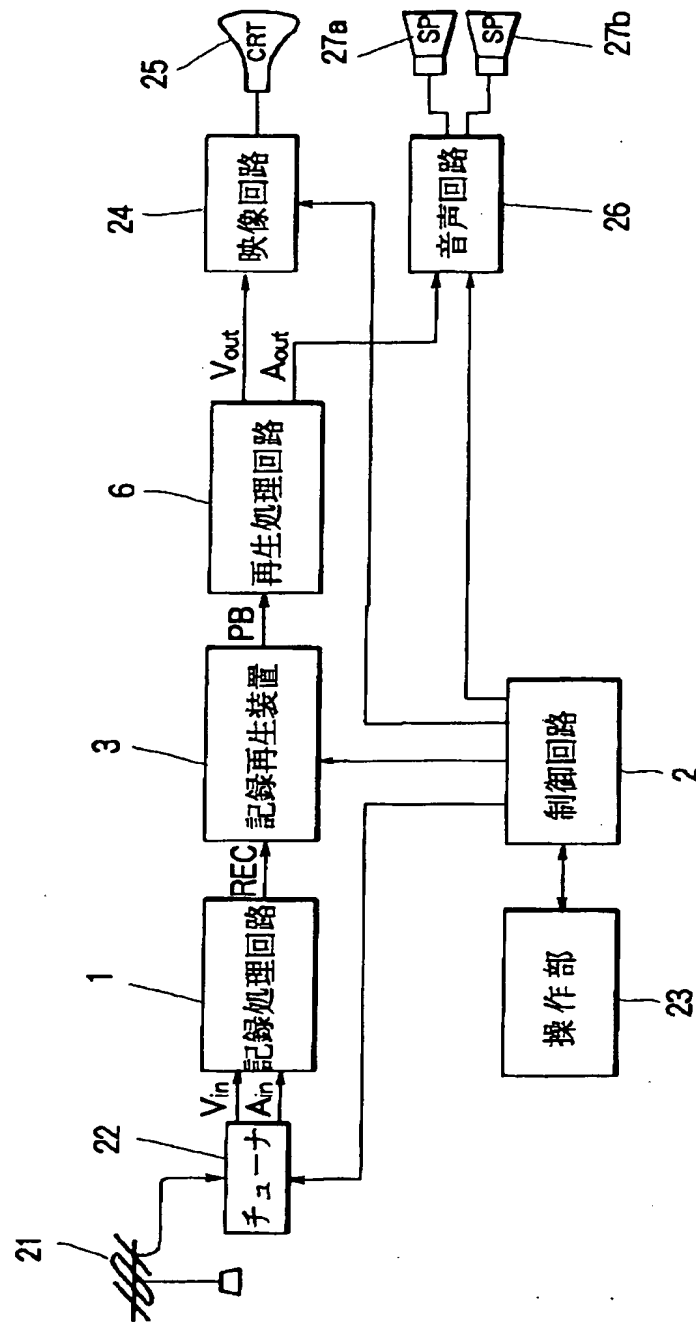 21
22
チューナ
Vin
Ain
1
記録処理回路
REC
3
記録再生装置
PB
6
再生処理回路
Vout
Aout
24
映像回路
25
CRT
26
音声回路
27a
SP
27b
SP
2
制御回路
23
操作部